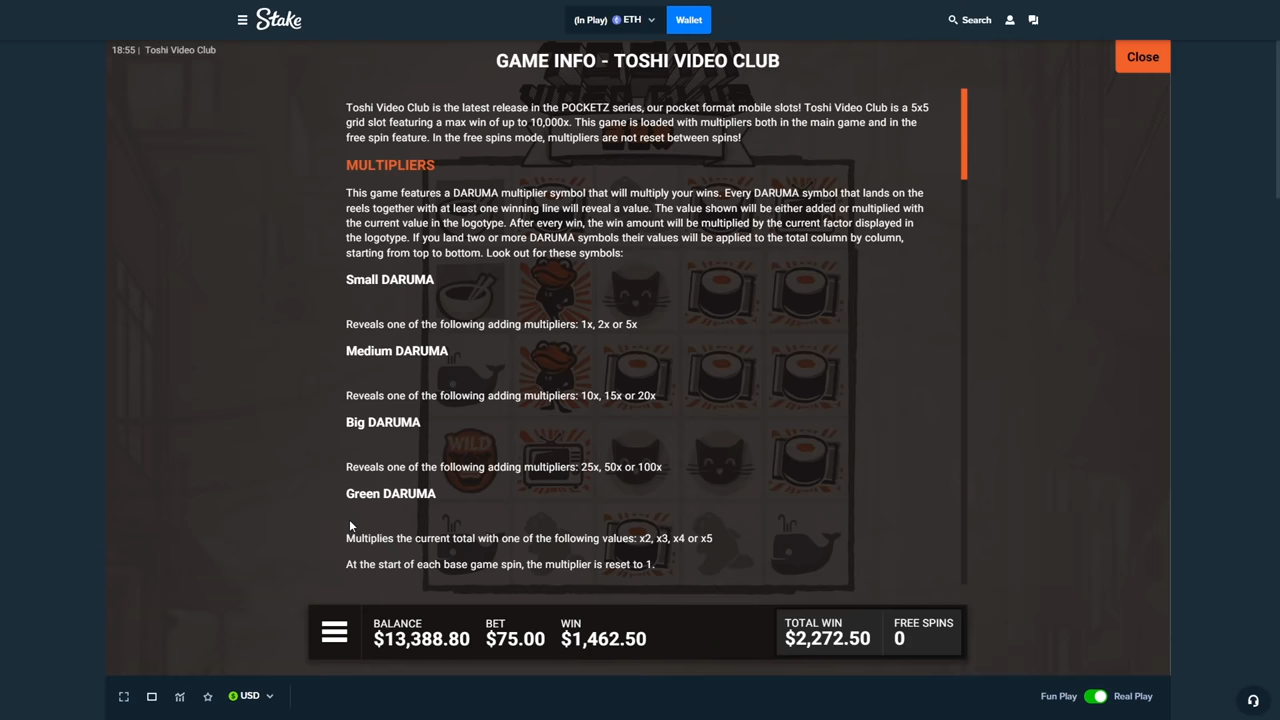 Stake
(In Play) ETH
Wallet
Search
18:55 | Toshi Video Club
GAME INFO - TOSHI VIDEO CLUB
Close
Toshi Video Club is the latest release in the POCKETZ series, our pocket format mobile slots! Toshi Video Club is a 5x5
grid slot featuring a max win of up to 10,000x. This game is loaded with multipliers both in the main game and in the
free spin feature. In the free spins mode, multipliers are not reset between spins!
MULTIPLIERS
This game features a DARUMA multiplier symbol that will multiply your wins. Every DARUMA symbol that lands on the
reels together with at least one winning line will reveal a value. The value shown will be either added or multiplied with
the current value in the logotype. After every win, the win amount will be multiplied by the current factor displayed in
the logotype. If you land two or more DARUMA symbols their values will be applied to the total column by column,
starting from top to bottom. Look out for these symbols:
Small DARUMA
Reveals one of the following adding multipliers: 1x, 2x or 5x
Medium DARUMA
Reveals one of the following adding multipliers: 10x, 15x or 20x
Big DARUMA
WILD
Reveals one of the following adding multipliers: 25x, 50x or 100x
Green DARUMA
Multiplies the current total with one of the following values: x2, x3, x4 or x5
At the start of each base game spin, the multiplier is reset to 1.
BALANCE BET WIN TOTAL WIN FREE SPINS
$13,388.80 $75.00 $1,462.50 $2,272.50 0
USD
Fun Play Real Play